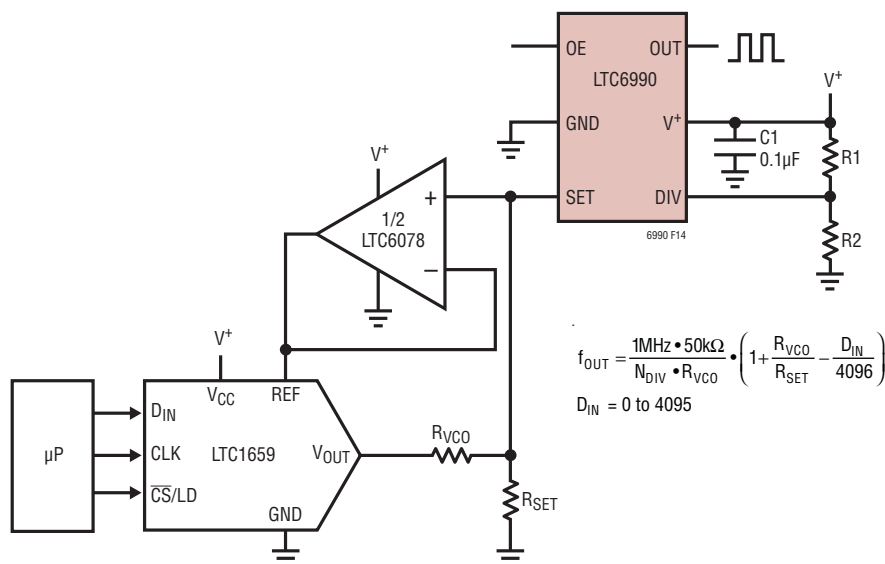 OE
OUT
LTC6990
V+
GND
V+
C1
0.1µF
R1
SET
DIV
6990 F14
R2
V+
+
1/2
LTC6078
–
V+
VCC
REF
µP
DIN
CLK
CS/LD
LTC1659
VOUT
GND
RVCO
RSET
fOUT = 1MHz • 50kΩ / NDIV • RVCO • (1 + RVCO / RSET – DIN / 4096)
DIN = 0 to 4095